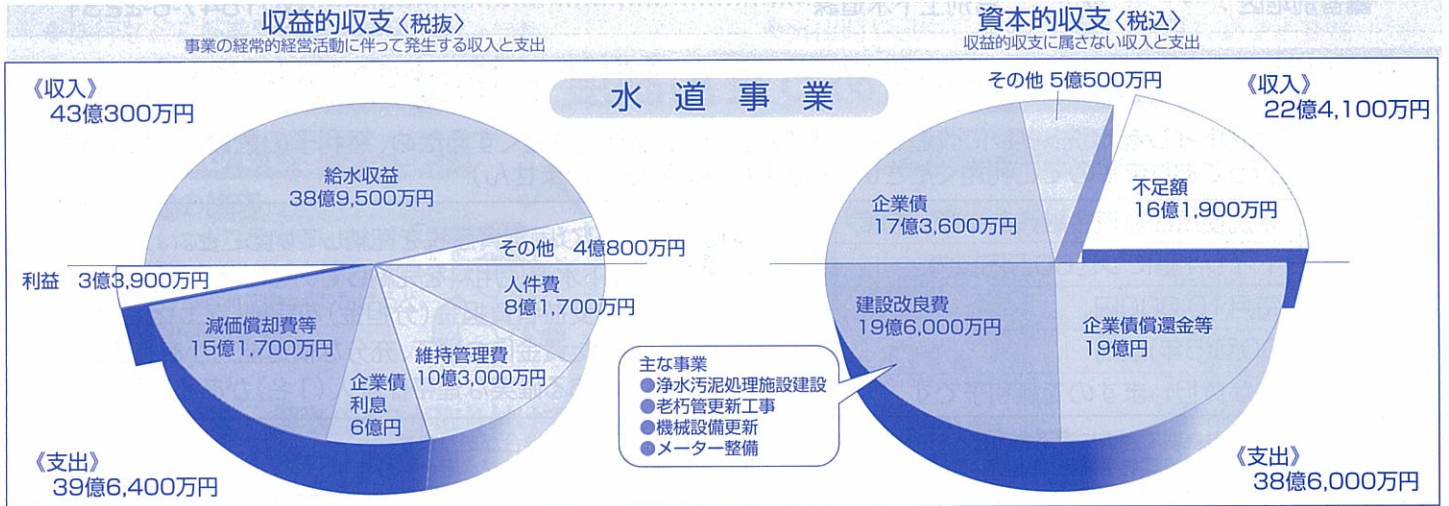 収益的収支〈税抜〉
事業の経常的経営活動に伴って発生する収入と支出
資本的収支〈税込〉
収益的収支に属さない収入と支出
水道事業
《収入》
43億300万円
給水収益
38億9,500万円
その他 4億800万円
利益 3億3,900万円
人件費
8億1,700万円
減価償却費等
15億1,700万円
維持管理費
10億3,000万円
企業債
利息
6億円
《支出》
39億6,400万円
その他 5億500万円
《収入》
22億4,100万円
企業債
17億3,600万円
不足額
16億1,900万円
建設改良費
19億6,000万円
企業債償還金等
19億円
主な事業
●浄水汚泥処理施設建設
●老朽管更新工事
●機械設備更新
●メーター整備
《支出》
38億6,000万円